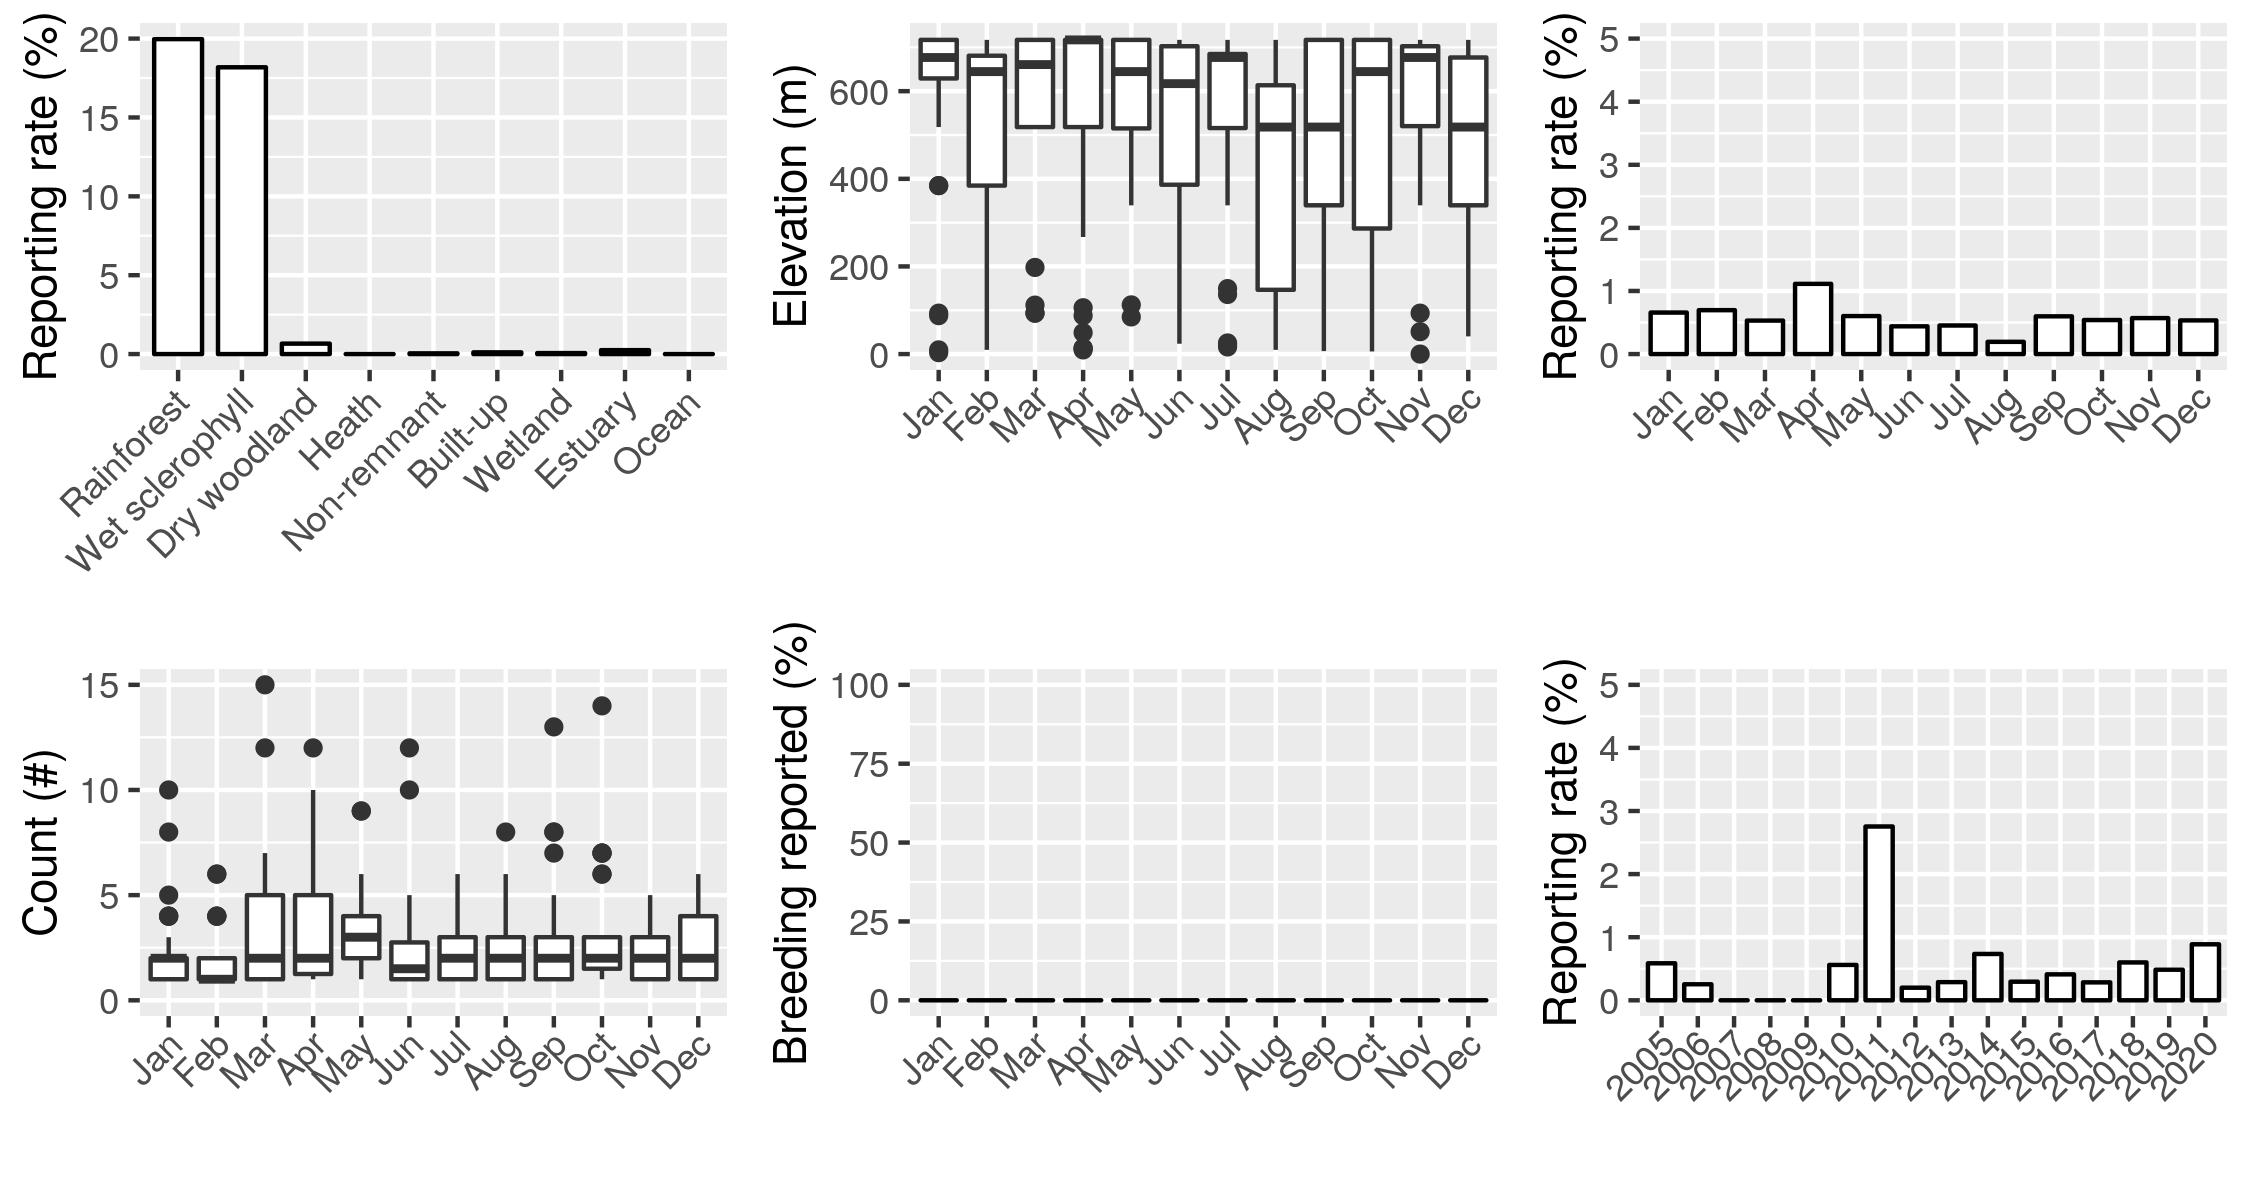 Reporting rate (%)
20
15
10
5
0
Rainforest
Wet sclerophyll
Dry woodland
Heath
Non-remnant
Built-up
Wetland
Estuary
Ocean
Elevation (m)
600
400
200
0
Jan
Feb
Mar
Apr
May
Jun
Jul
Aug
Sep
Oct
Nov
Dec
Reporting rate (%)
5
4
3
2
1
0
Jan
Feb
Mar
Apr
May
Jun
Jul
Aug
Sep
Oct
Nov
Dec
Count (#)
15
10
5
0
Jan
Feb
Mar
Apr
May
Jun
Jul
Aug
Sep
Oct
Nov
Dec
Breeding reported (%)
100
75
50
25
0
Jan
Feb
Mar
Apr
May
Jun
Jul
Aug
Sep
Oct
Nov
Dec
Reporting rate (%)
5
4
3
2
1
0
2005
2006
2007
2008
2009
2010
2011
2012
2013
2014
2015
2016
2017
2018
2019
2020